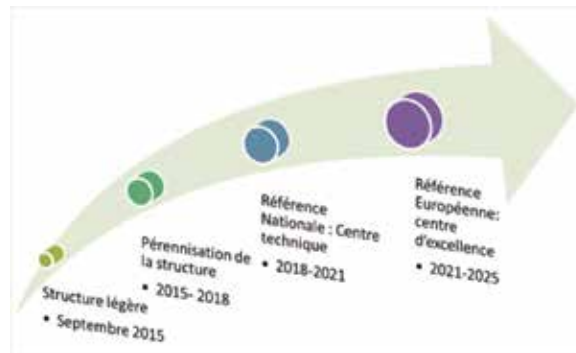 Structure légère
• Septembre 2015
Pérennisation de
la structure
• 2015- 2018
Référence
Nationale : Centre
technique
• 2018-2021
Référence
Européenne:
centre
d'excellence
• 2021-2025